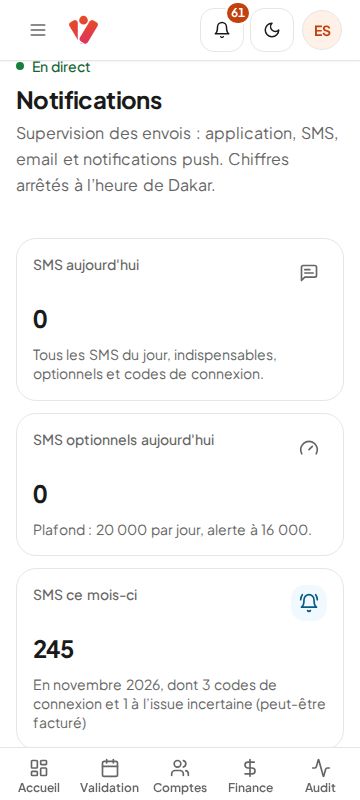 61
ES
En direct
Notifications
Supervision des envois : application, SMS,
email et notifications push. Chiffres
arrêtés à l'heure de Dakar.
SMS aujourd'hui
0
Tous les SMS du jour, indispensables,
optionnels et codes de connexion.
SMS optionnels aujourd'hui
0
Plafond : 20 000 par jour, alerte à 16 000.
SMS ce mois-ci
245
En novembre 2026, dont 3 codes de
connexion et 1 à l'issue incertaine (peut-être
facturé)
Accueil
Validation
Comptes
Finance
Audit